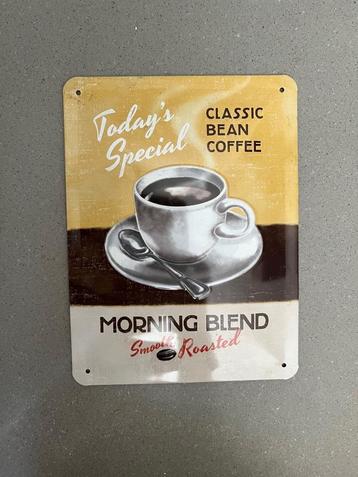 Today's
Special
CLASSIC
BEAN
COFFEE
MORNING BLEND
Smooth Roasted